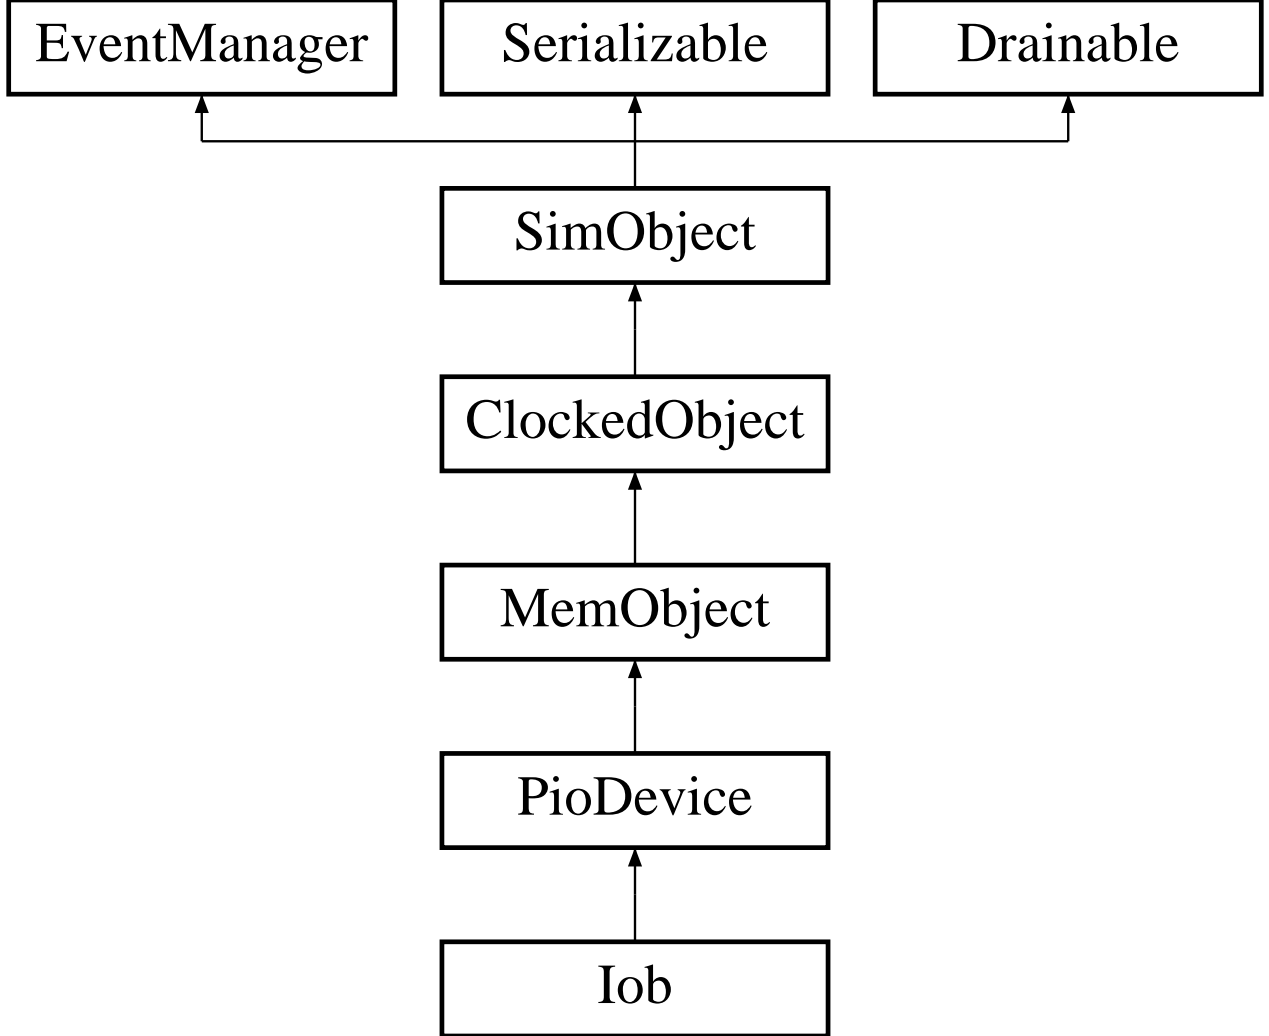 EventManager
Serializable
Drainable
SimObject
ClockedObject
MemObject
PioDevice
Iob